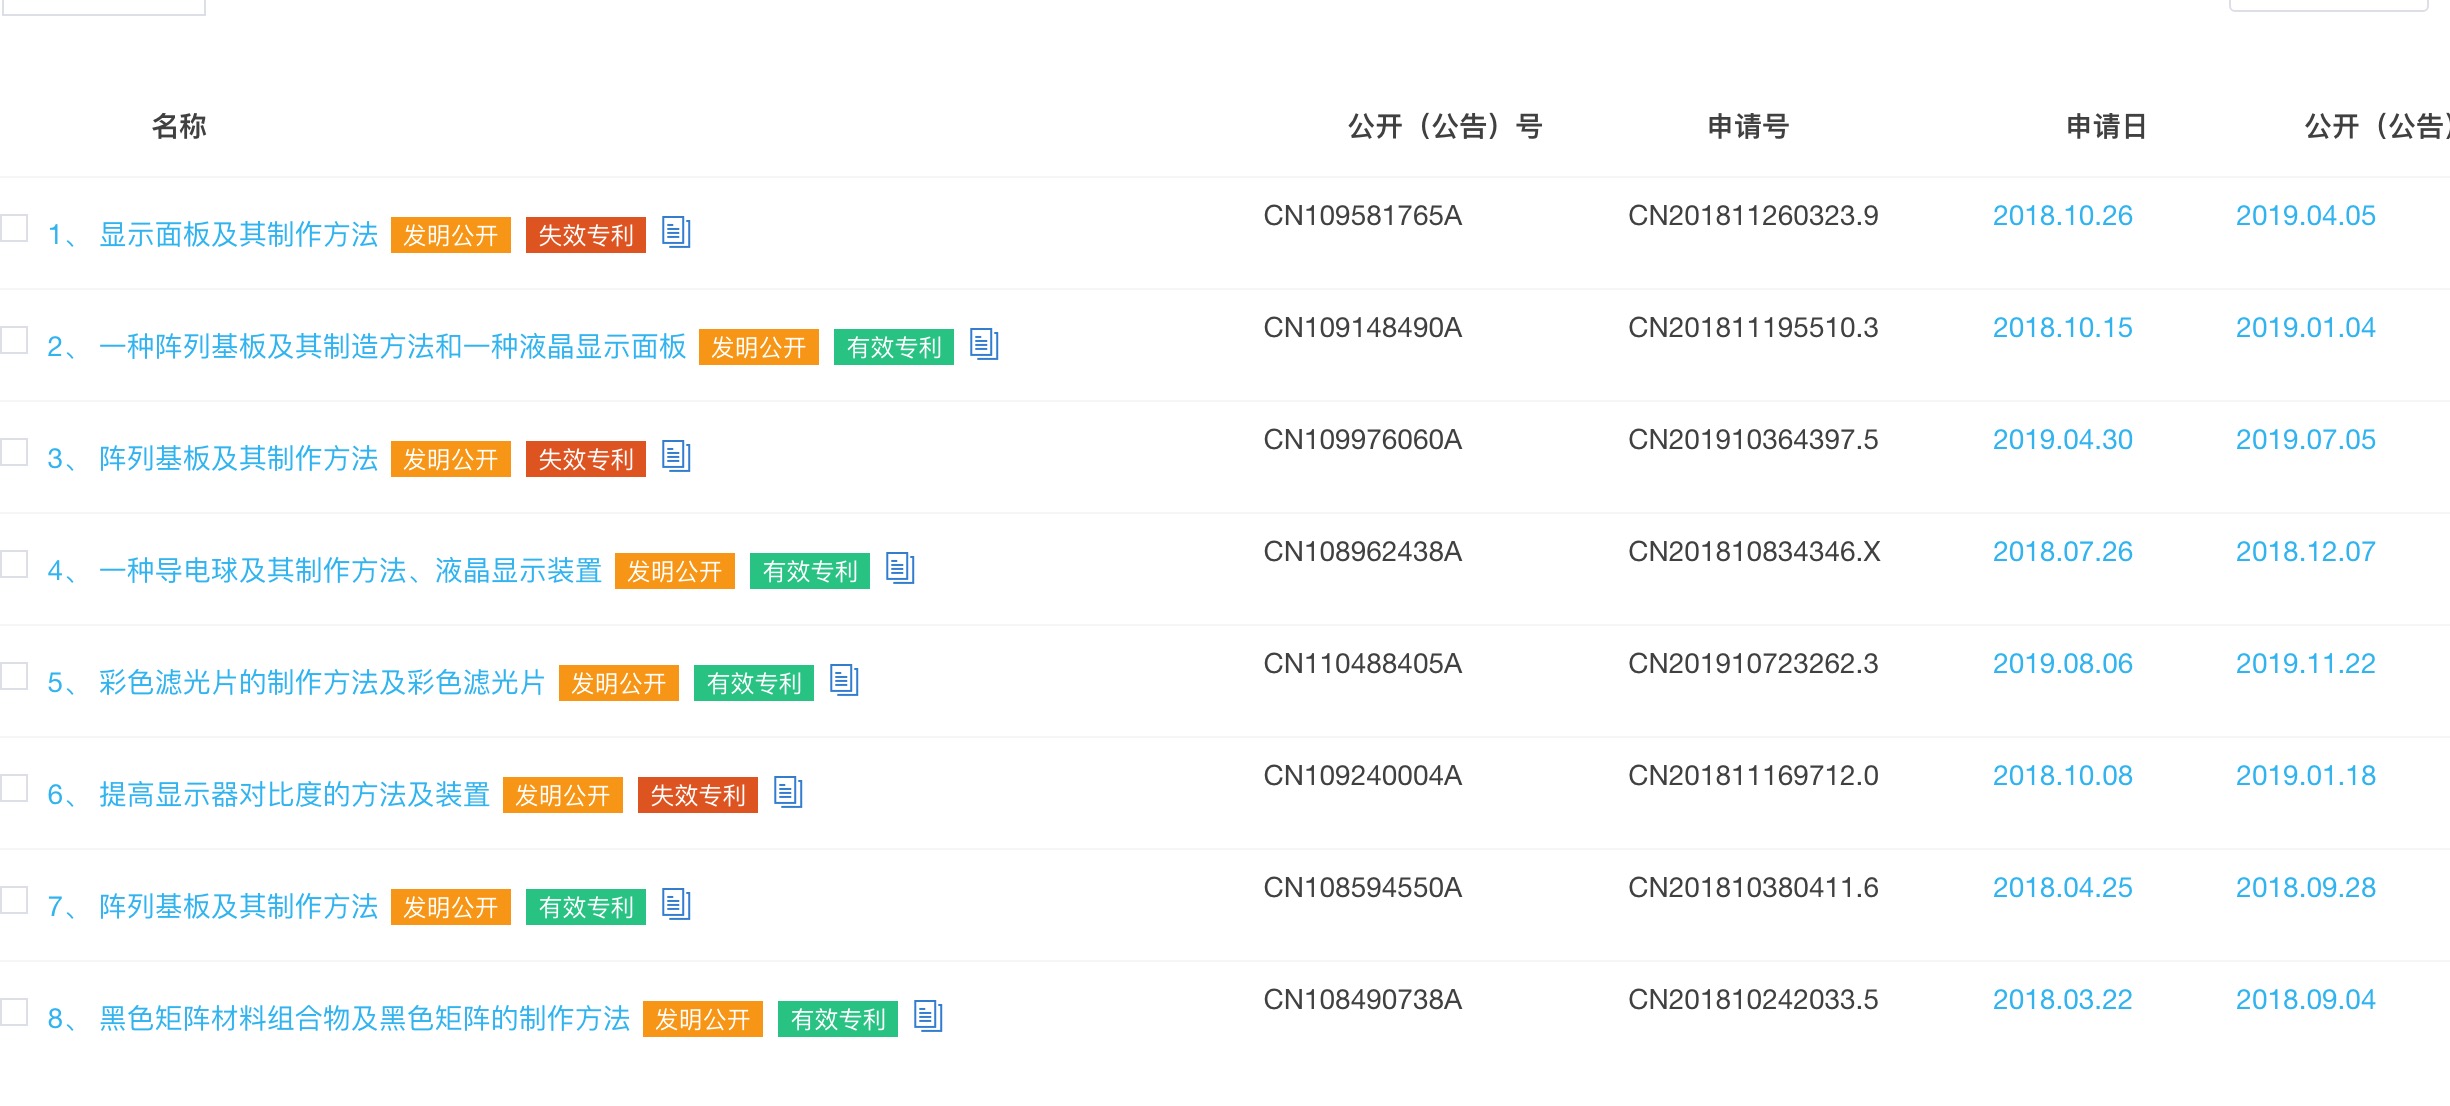 名称 公开（公告）号 申请号 申请日 公开（公告）
1、 显示面板及其制作方法 发明公开 失效专利 CN109581765A CN201811260323.9 2018.10.26 2019.04.05
2、 一种阵列基板及其制造方法和一种液晶显示面板 发明公开 有效专利 CN109148490A CN201811195510.3 2018.10.15 2019.01.04
3、 阵列基板及其制作方法 发明公开 失效专利 CN109976060A CN201910364397.5 2019.04.30 2019.07.05
4、 一种导电球及其制作方法、液晶显示装置 发明公开 有效专利 CN108962438A CN201810834346.X 2018.07.26 2018.12.07
5、 彩色滤光片的制作方法及彩色滤光片 发明公开 有效专利 CN110488405A CN201910723262.3 2019.08.06 2019.11.22
6、 提高显示器对比度的方法及装置 发明公开 失效专利 CN109240004A CN201811169712.0 2018.10.08 2019.01.18
7、 阵列基板及其制作方法 发明公开 有效专利 CN108594550A CN201810380411.6 2018.04.25 2018.09.28
8、 黑色矩阵材料组合物及黑色矩阵的制作方法 发明公开 有效专利 CN108490738A CN201810242033.5 2018.03.22 2018.09.04